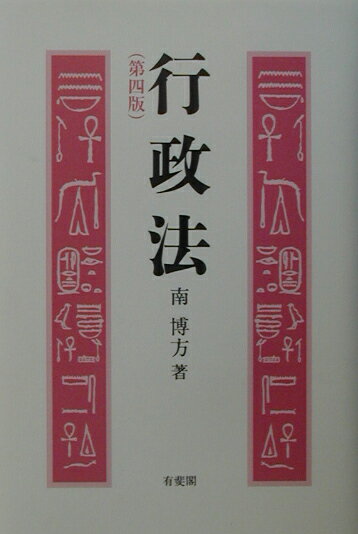 行政法
（第四版）
南 博方 著
有斐閣